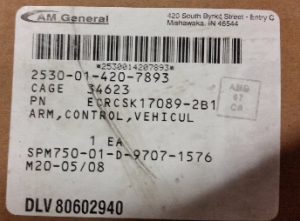 AM General
420 South Bykit Street - Entry C
Mishawaka, IN 46544
*2530014207893*
2530-01-420-7893
CAGE 34623
PN ECRCSK17089-2B1
ARM,CONTROL,VEHICUL
1 EA
SPM750-01-D-9707-1576
M20-05/08
DLV 80602940